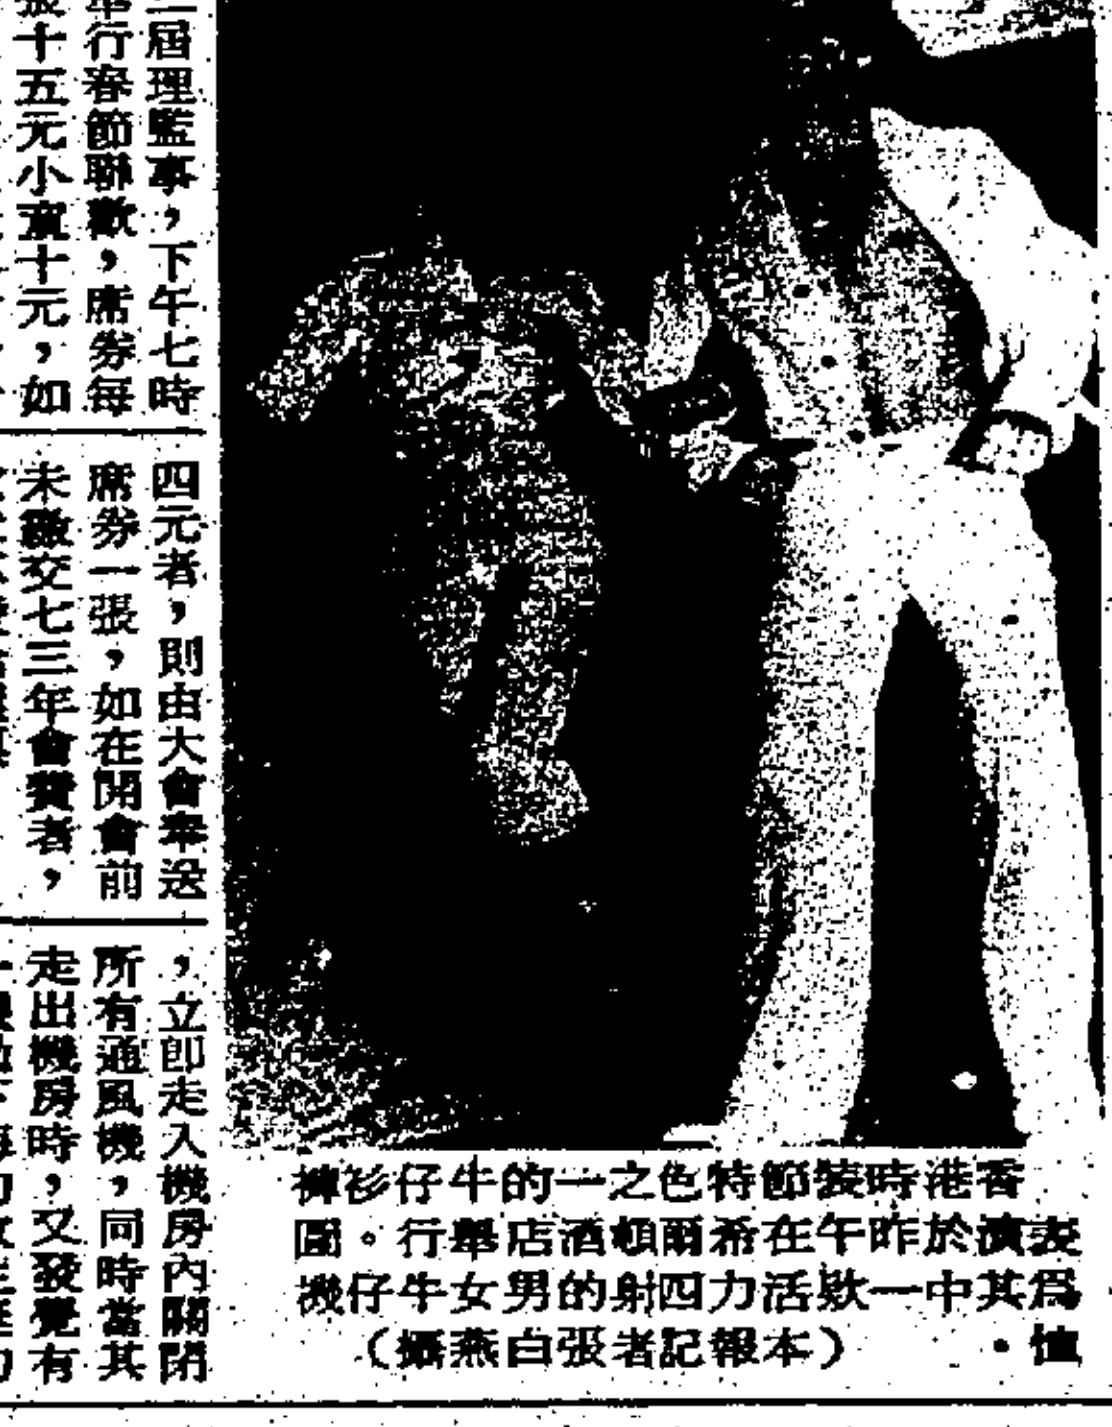 屆理監事，下午七時
舉行春節聯歡，席券每
張十五元小童十元，如
四元者，則由大會奉送
席券一張，如在開會前
未繳交七三年會費者，
，立即走入機房內關閉
所有通風機，同時當其
走出機房時，又發覺有
香港時裝節特色之一的牛仔衫褲
表演於昨午在希爾頓酒店舉行。圖
爲其中一款活力四射的男女牛仔機
恤。（本報記者張白燕攝）